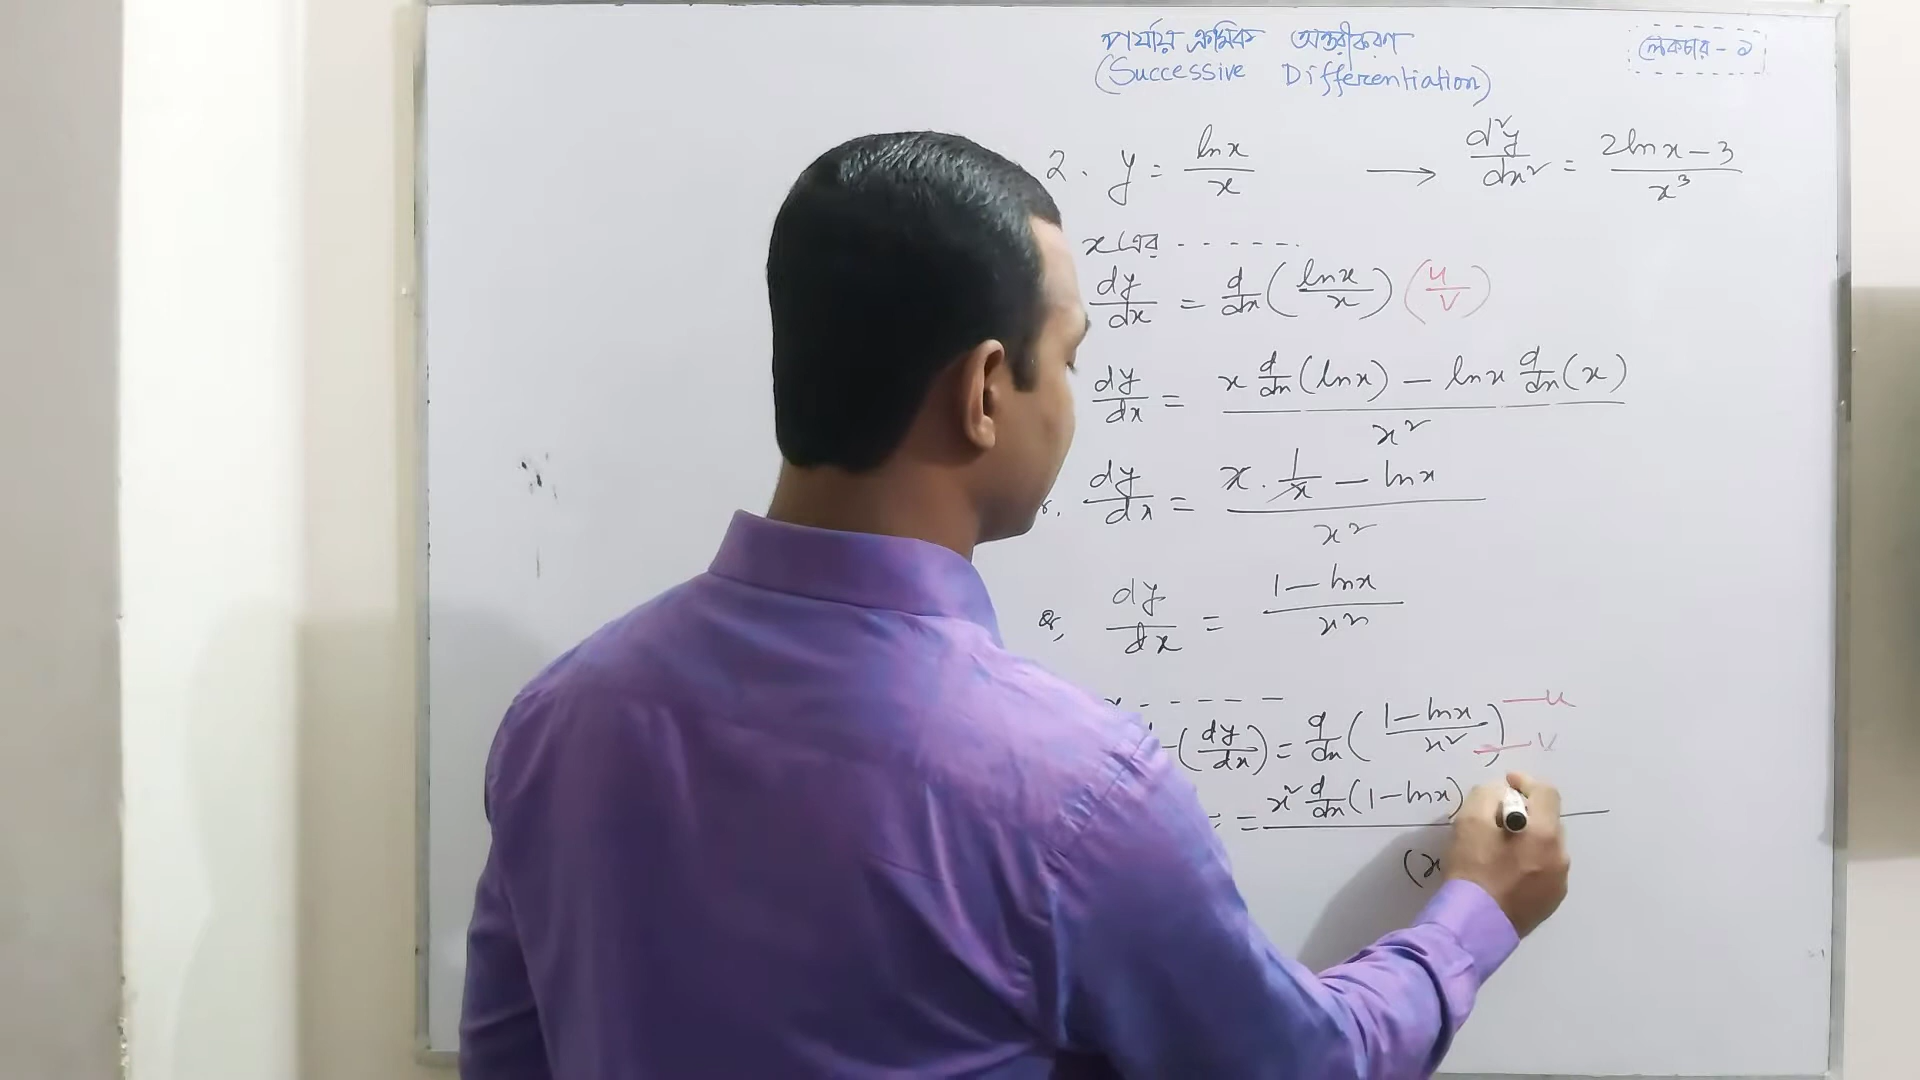 পর্যায় ক্রমিক অন্তরীকরণ
(Successive Differentiation)
লেকচার - ১
2. y = lnx/x → d²y/dx² = 2lnx - 3/x³
x এর - - - - - -
dy/dx = d/dx (lnx/x) (u/v)
dy/dx = x d/dx (lnx) - lnx d/dx (x)/x²
r, dy/dx = x . 1/x - lnx/x²
or, dy/dx = 1 - lnx/x²
x - - - - -
(dy/dx) = d/dx (1 - lnx/x²) — u — v
= = x² d/dx (1 - lnx)/(x